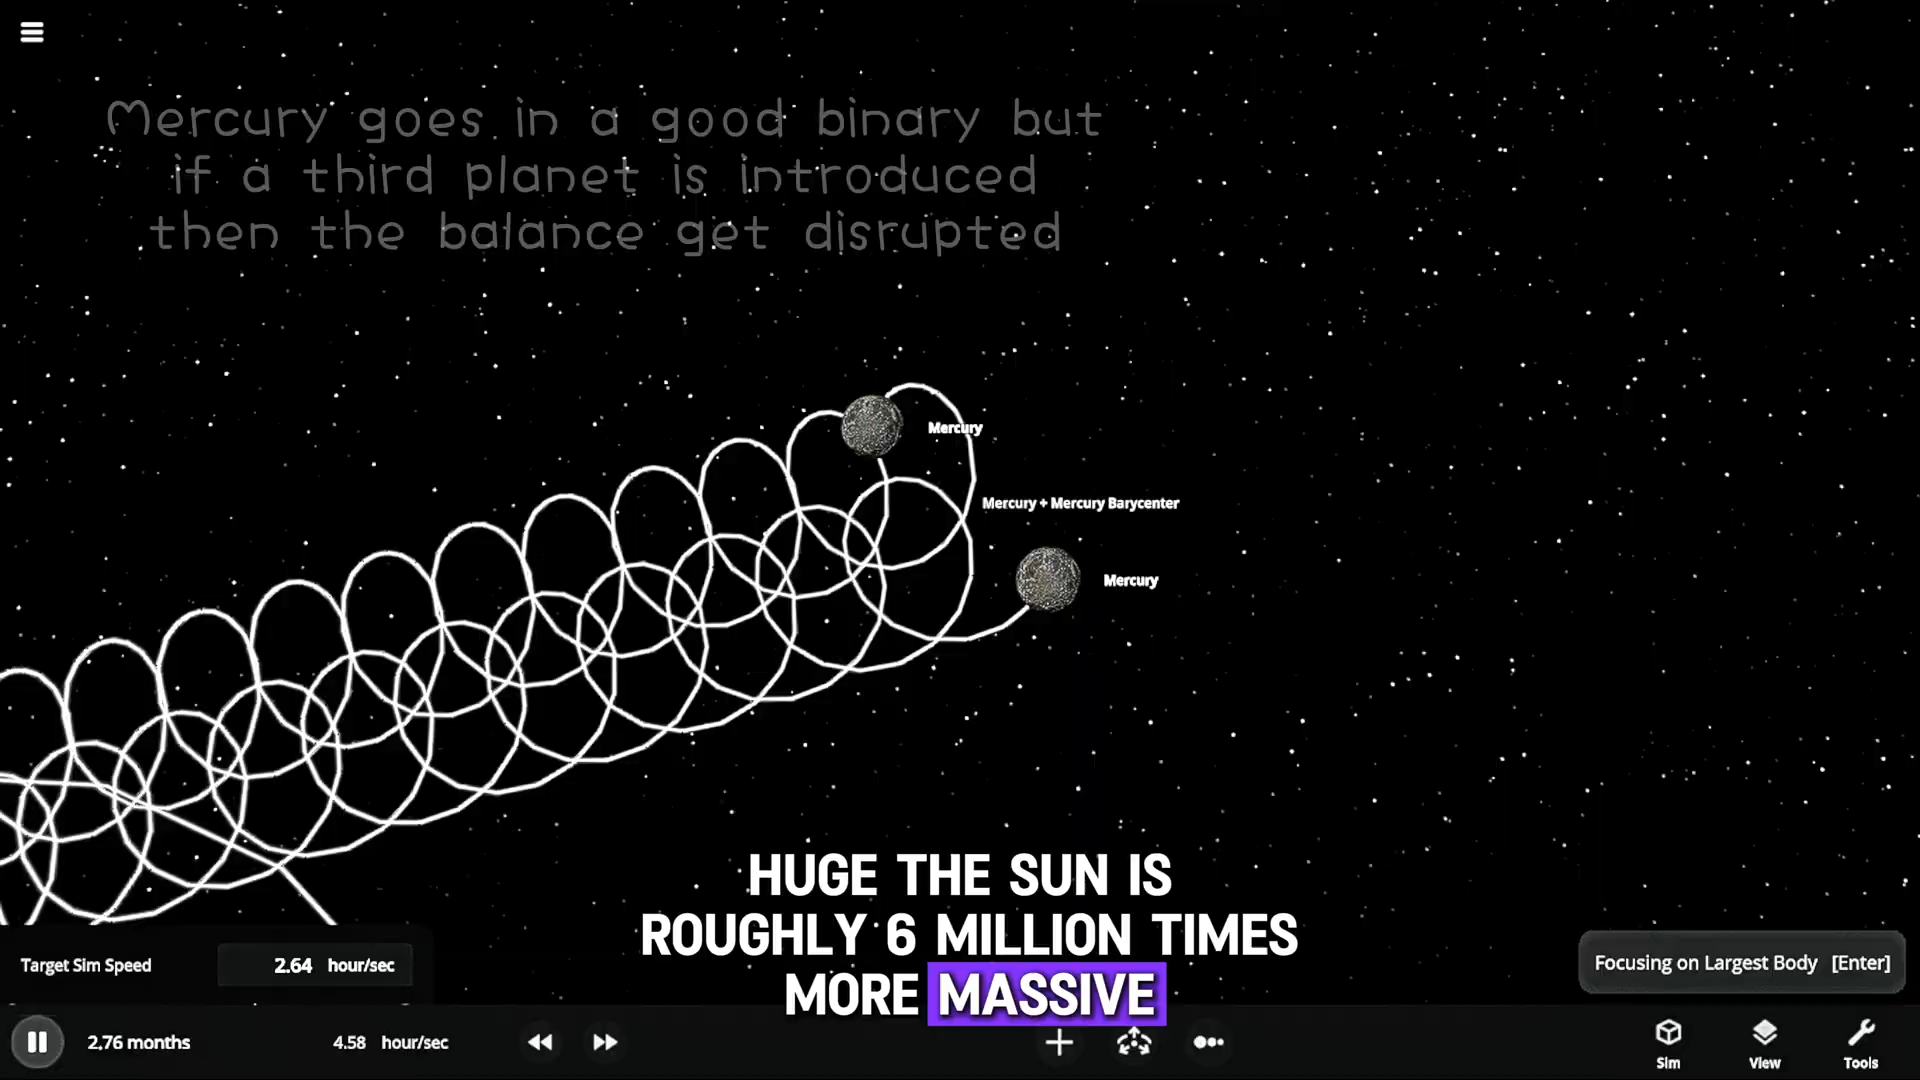 Mercury goes in a good binary but
if a third planet is introduced
then the balance get disrupted
Mercury
Mercury + Mercury Barycenter
Mercury
HUGE THE SUN IS
ROUGHLY 6 MILLION TIMES
MORE MASSIVE
Target Sim Speed
2.64 hour/sec
Focusing on Largest Body [Enter]
2.76 months
4.58 hour/sec
Sim
View
Tools